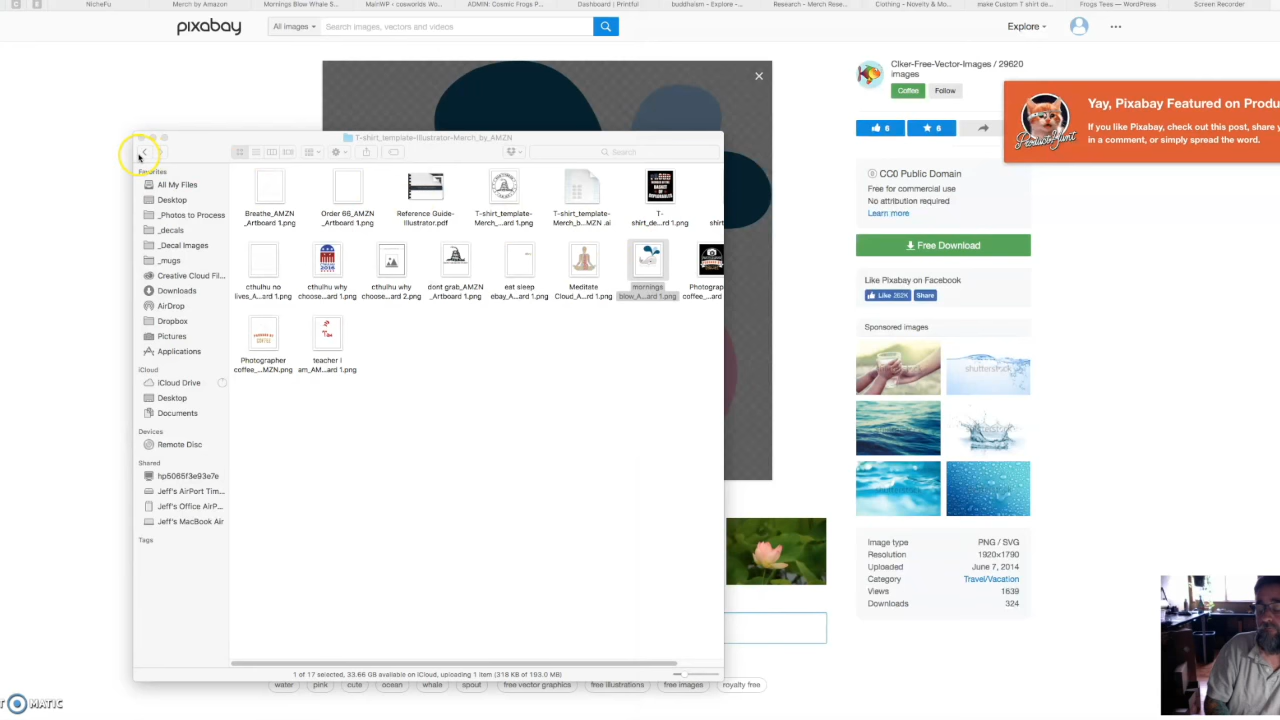 NicheFu
Merch by Amazon
Mornings Blow Whale S...
MainWP ‹ cosworlds Wo...
ADMN: Cosmic Frogs P...
Dashboard | Printful
buddhaism - Explore -...
Research - Merch Rese...
Clothing - Novelty & Mo...
make Custom T shirt de...
Frogs Tees — WordPress
Screen Recorder
pixabay
All images
Search images, vectors and videos
Explore
Clker-Free-Vector-Images / 29620
images
Coffee
Follow
6
6
Yay, Pixabay Featured on Produ
If you like Pixabay, check out this post, share y
in a comment, or simply spread the word.
CC0 Public Domain
Free for commercial use
No attribution required
Learn more
Free Download
Like Pixabay on Facebook
Like 262K
Share
Sponsored images
Image type PNG / SVG
Resolution 1920×1790
Uploaded June 7, 2014
Category Travel/Vacation
Views 1639
Downloads 324
T-shirt_template-Illustrator-Merch_by_AMZN
Search
Favorites
All My Files
Desktop
_Photos to Process
_decals
_Decal Images
_mugs
Creative Cloud Fil...
Downloads
AirDrop
Dropbox
Pictures
Applications
iCloud
iCloud Drive
Desktop
Documents
Devices
Remote Disc
Shared
hp5065f3e93e7e
Jeff's AirPort Tim...
Jeff's Office AirP...
Jeff's MacBook Air
Tags
Breathe_AMZN
_Artboard 1.png
Order 66_AMZN
_Artboard 1.png
Reference Guide-
Illustrator.pdf
T-shirt_template-
Merch_...ard 1.png
T-shirt_template-
Merch_b...MZN .ai
T-
shirt_de...rd 1.png
cthulhu no
lives_A...ard 1.png
cthulhu why
choose...ard 1.png
cthulhu why
choose...ard 2.png
dont grab_AMZN
_Artboard 1.png
eat sleep
ebay_A...ard 1.png
Meditate
Cloud_A...rd 1.png
mornings
blow_A...ard 1.png
Photograp
coffee_...ard
Photographer
coffee_...MZN.png
teacher I
am_AM...ard 1.png
1 of 17 selected, 33.66 GB available on iCloud, uploading 1 item (318 KB of 193.0 MB)
water
pink
cute
ocean
whale
spout
free vector graphics
free illustrations
free images
royalty free
MATIC